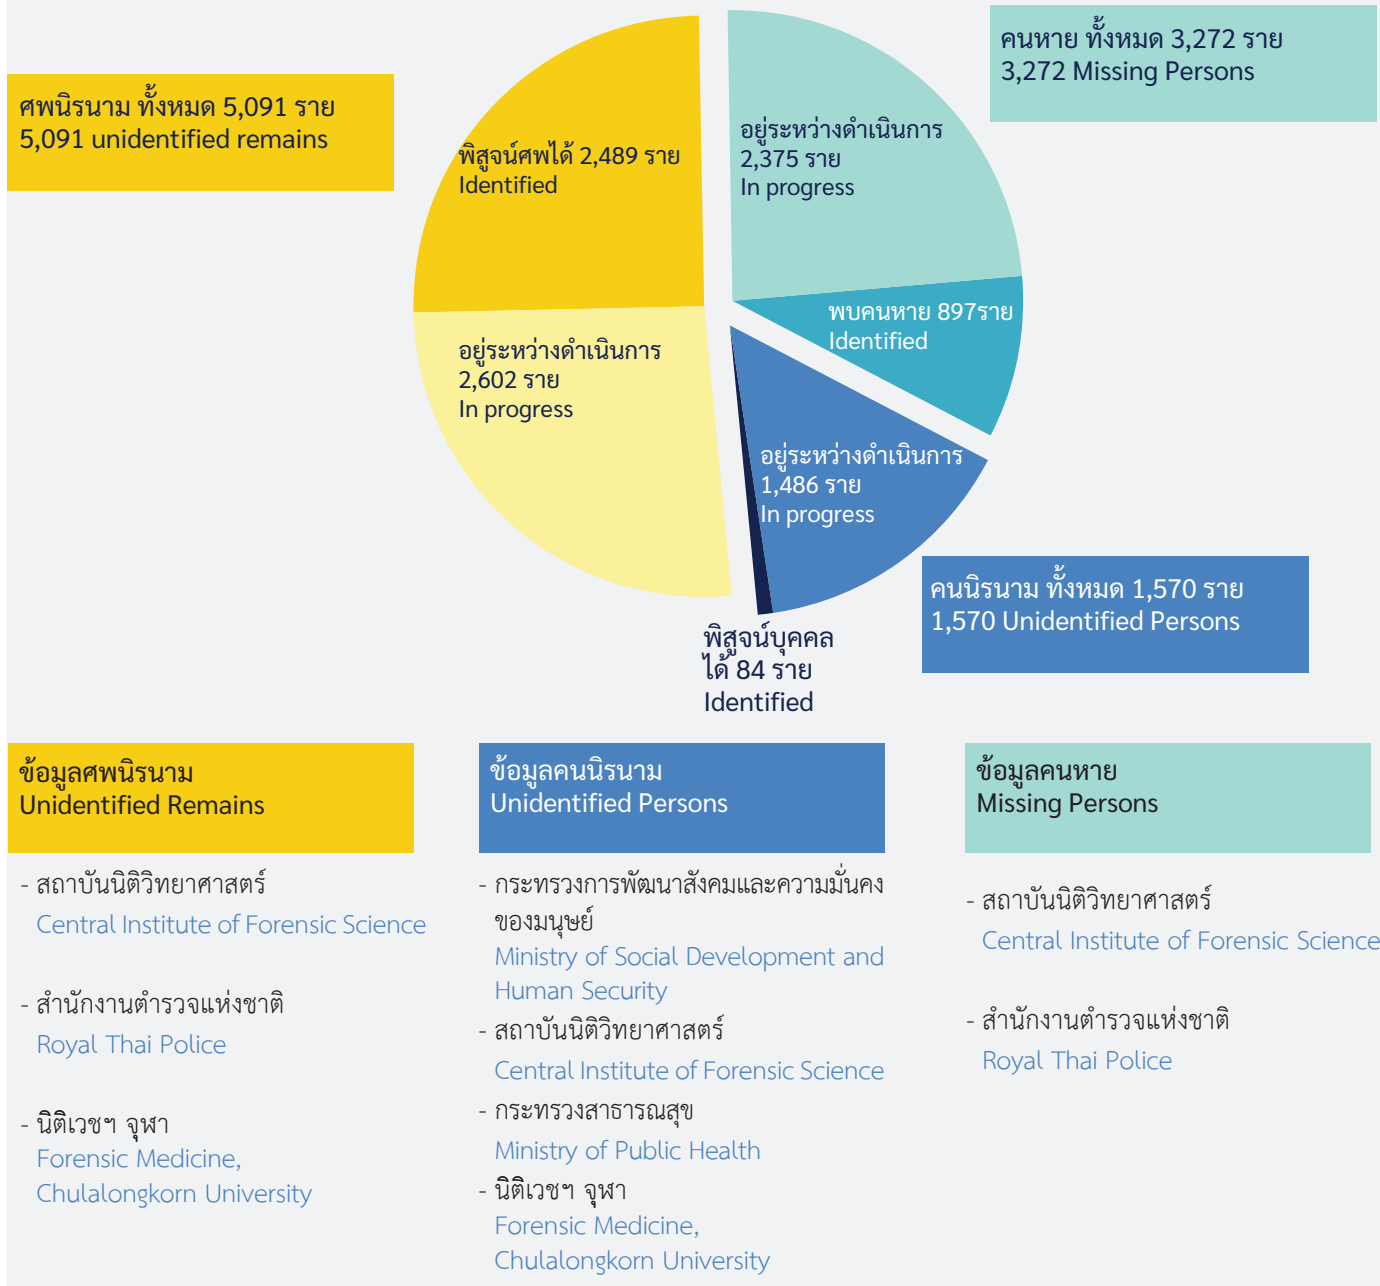 ศพนิรนาม ทั้งหมด 5,091 ราย
5,091 unidentified remains
พิสูจน์ศพได้ 2,489 ราย
Identified
อยู่ระหว่างดำเนินการ
2,602 ราย
In progress
คนหาย ทั้งหมด 3,272 ราย
3,272 Missing Persons
อยู่ระหว่างดำเนินการ
2,375 ราย
In progress
พบคนหาย 897ราย
Identified
อยู่ระหว่างดำเนินการ
1,486 ราย
In progress
คนนิรนาม ทั้งหมด 1,570 ราย
1,570 Unidentified Persons
พิสูจน์บุคคล
ได้ 84 ราย
Identified
ข้อมูลศพนิรนาม
Unidentified Remains
- สถาบันนิติวิทยาศาสตร์
Central Institute of Forensic Science
- สำนักงานตำรวจแห่งชาติ
Royal Thai Police
- นิติเวชฯ จุฬา
Forensic Medicine,
Chulalongkorn University
ข้อมูลคนนิรนาม
Unidentified Persons
- กระทรวงการพัฒนาสังคมและความมั่นคง
ของมนุษย์
Ministry of Social Development and
Human Security
- สถาบันนิติวิทยาศาสตร์
Central Institute of Forensic Science
- กระทรวงสาธารณสุข
Ministry of Public Health
- นิติเวชฯ จุฬา
Forensic Medicine,
Chulalongkorn University
ข้อมูลคนหาย
Missing Persons
- สถาบันนิติวิทยาศาสตร์
Central Institute of Forensic Science
- สำนักงานตำรวจแห่งชาติ
Royal Thai Police